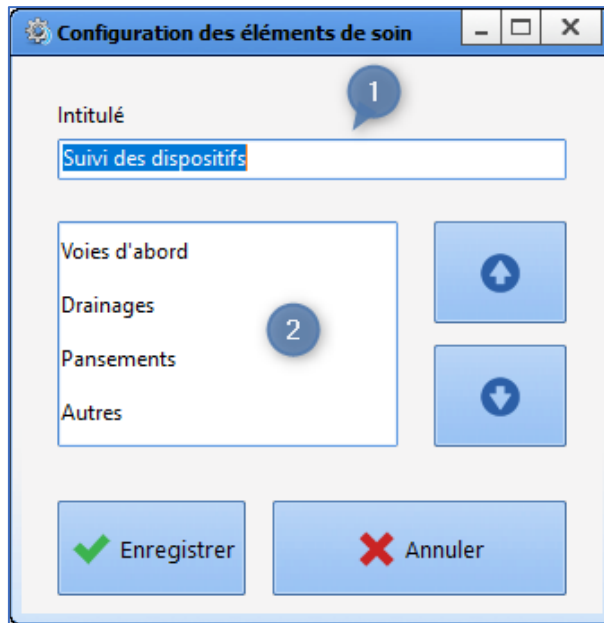 Configuration des éléments de soin
1
Intitulé
Suivi des dispositifs
Voies d'abord
Drainages
2
Pansements
Autres
Enregistrer
Annuler